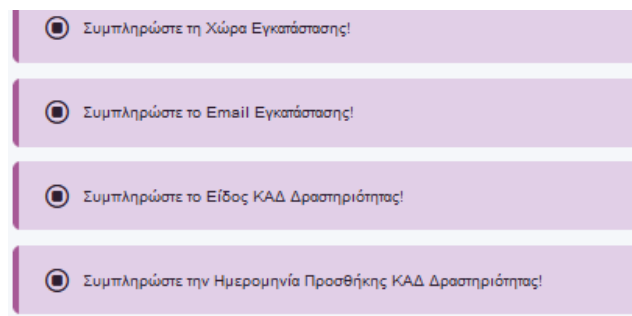 Συμπληρώστε τη Χώρα Εγκατάστασης!
Συμπληρώστε το Email Εγκατάστασης!
Συμπληρώστε το Είδος ΚΑΔ Δραστηριότητας!
Συμπληρώστε την Ημερομηνία Προσθήκης ΚΑΔ Δραστηριότητας!